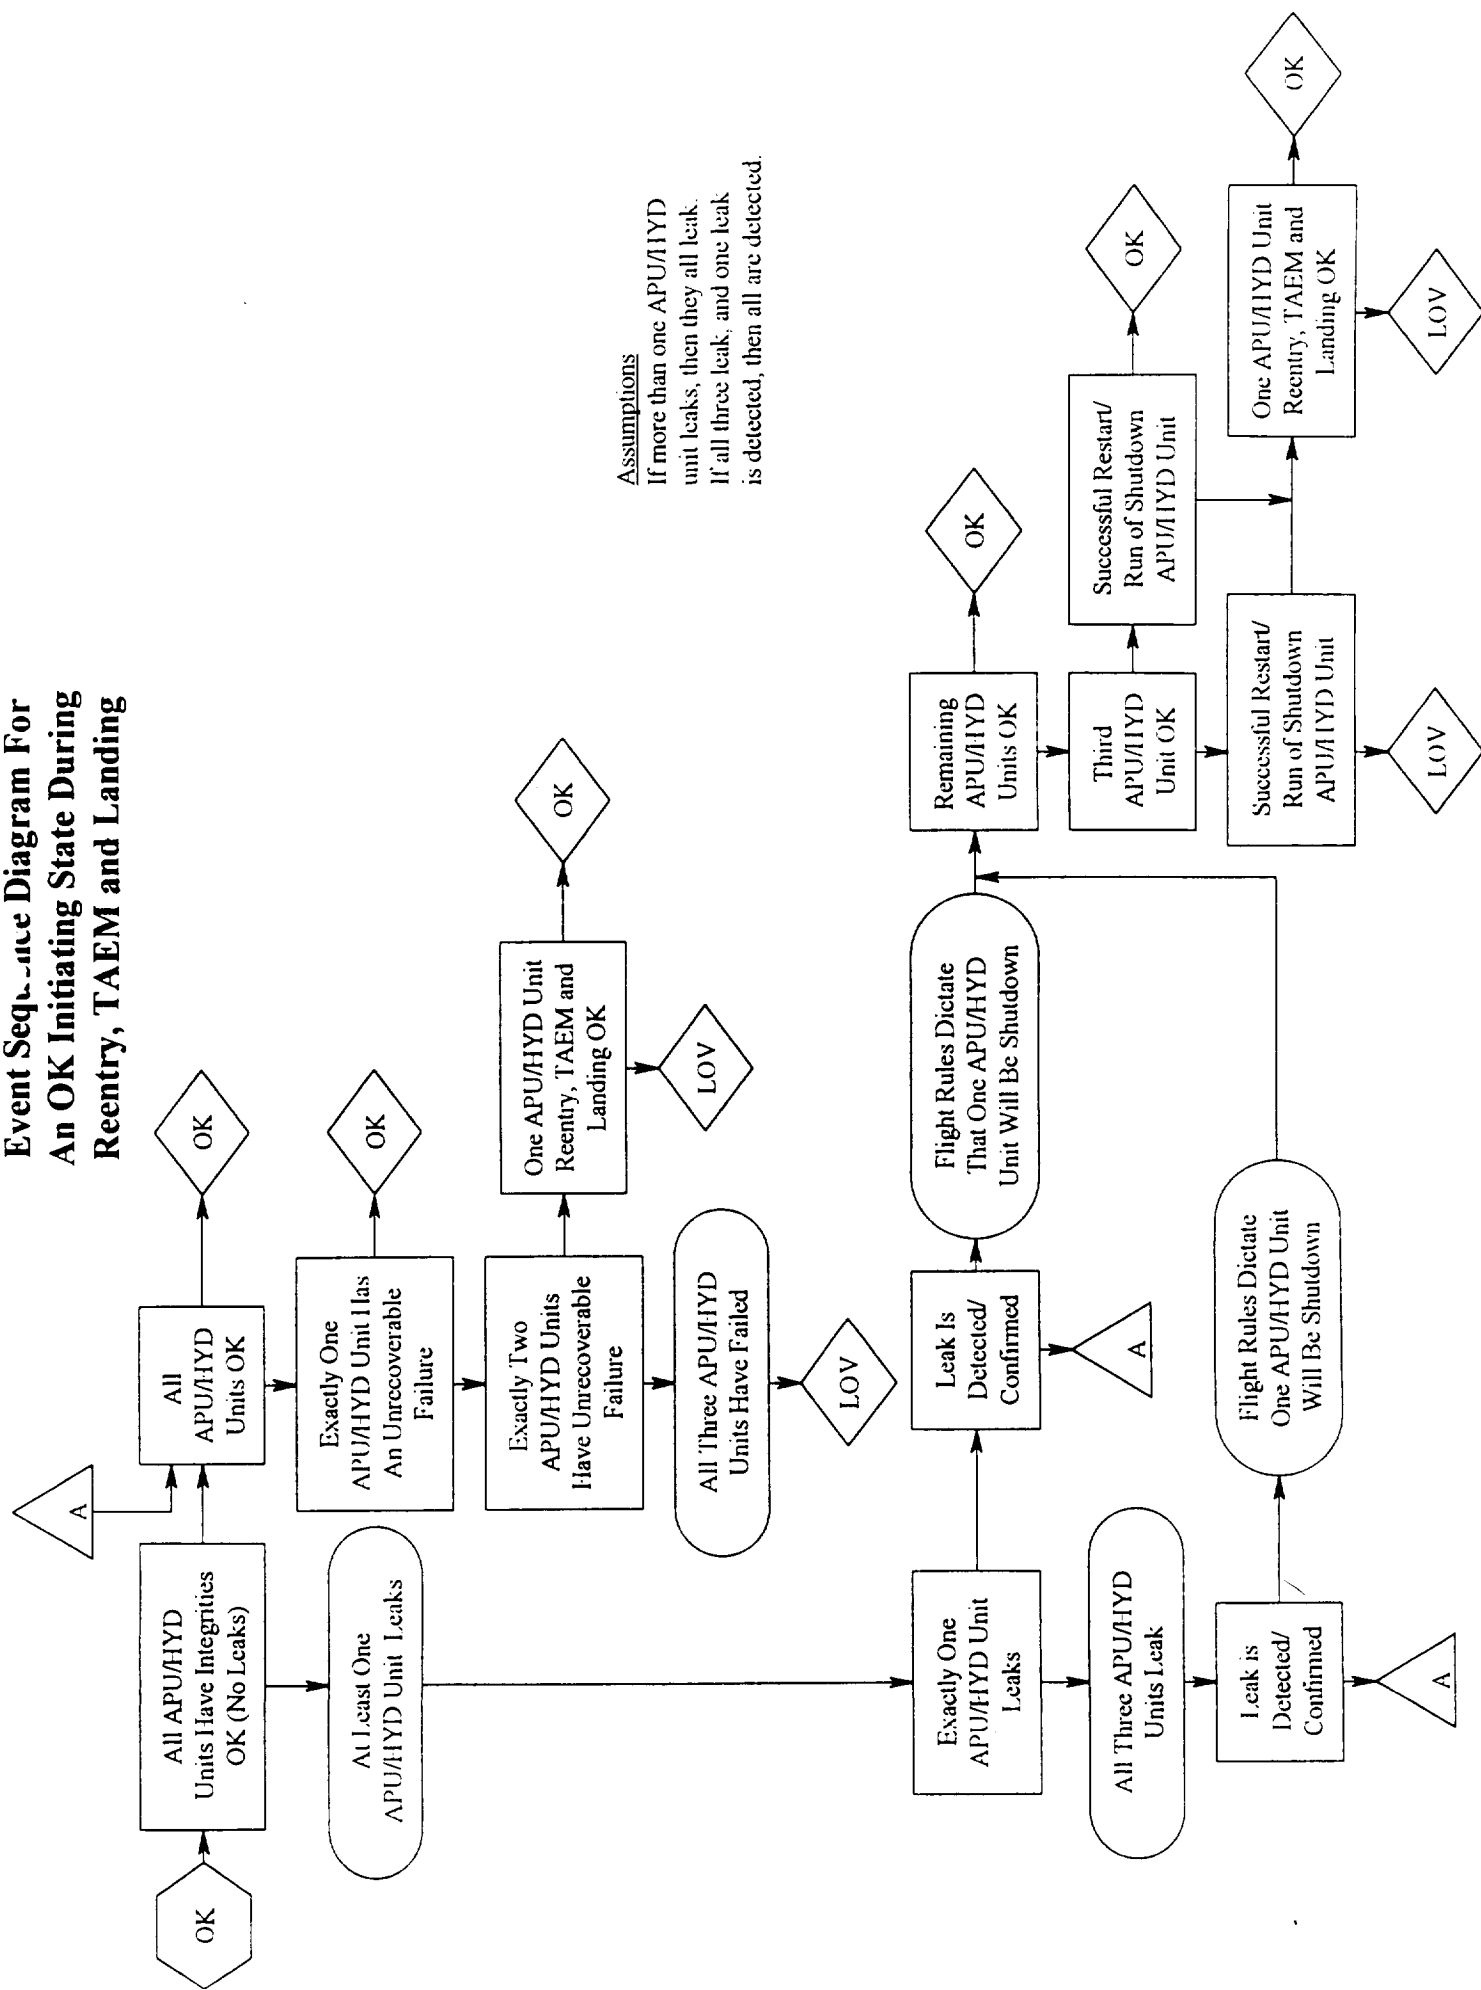 Event Sequence Diagram For
An OK Initiating State During
Reentry, TAEM and Landing
OK
All APU/HYD
Units Have Integrities
OK (No Leaks)
A
All
APU/HYD
Units OK
OK
At Least One
APU/HYD Unit Leaks
Exactly One
APU/HYD Unit Has
An Unrecoverable
Failure
OK
Exactly Two
APU/HYD Units
Have Unrecoverable
Failure
One APU/HYD Unit
Reentry, TAEM and
Landing OK
OK
LOV
All Three APU/HYD
Units Have Failed
LOV
Assumptions
If more than one APU/HYD
unit leaks, then they all leak.
If all three leak, and one leak
is detected, then all are detected.
Exactly One
APU/HYD Unit
Leaks
Leak Is
Detected/
Confirmed
A
Flight Rules Dictate
That One APU/HYD
Unit Will Be Shutdown
Remaining
APU/HYD
Units OK
OK
All Three APU/HYD
Units Leak
Third
APU/HYD
Unit OK
Successful Restart/
Run of Shutdown
APU/HYD Unit
OK
Leak is
Detected/
Confirmed
A
Flight Rules Dictate
One APU/HYD Unit
Will Be Shutdown
Successful Restart/
Run of Shutdown
APU/HYD Unit
LOV
One APU/HYD Unit
Reentry, TAEM and
Landing OK
OK
LOV